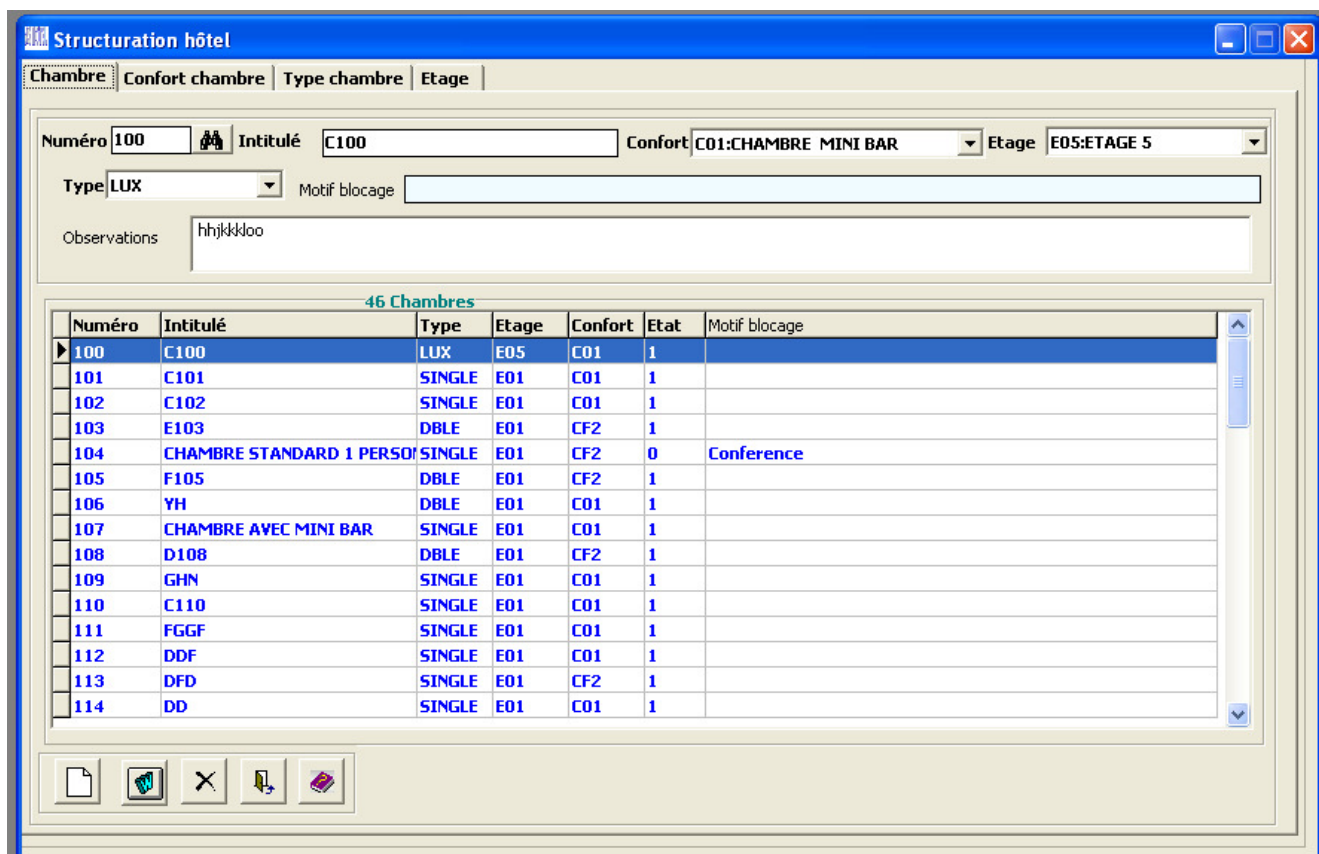 Structuration hôtel
Chambre Confort chambre Type chambre Etage
Numéro 100 Intitulé C100 Confort C01:CHAMBRE MINI BAR Etage E05:ETAGE 5
Type LUX Motif blocage
Observations hhjkkkloo
46 Chambres
Numéro Intitulé Type Etage Confort Etat Motif blocage
100 C100 LUX E05 C01 1
101 C101 SINGLE E01 C01 1
102 C102 SINGLE E01 C01 1
103 E103 DBLE E01 CF2 1
104 CHAMBRE STANDARD 1 PERSO SINGLE E01 CF2 0 Conference
105 F105 DBLE E01 CF2 1
106 YH DBLE E01 C01 1
107 CHAMBRE AVEC MINI BAR SINGLE E01 C01 1
108 D108 DBLE E01 CF2 1
109 GHN SINGLE E01 C01 1
110 C110 SINGLE E01 C01 1
111 FGGF SINGLE E01 C01 1
112 DDF SINGLE E01 C01 1
113 DFD SINGLE E01 CF2 1
114 DD SINGLE E01 C01 1